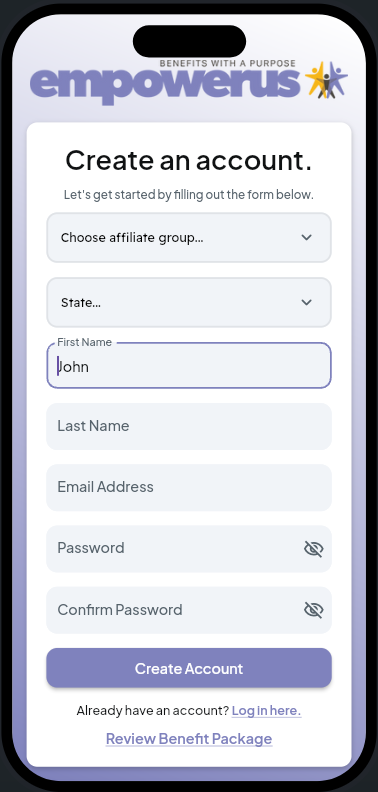 BENEFITS WITH A PURPOSE
empowerus
Create an account.
Let's get started by filling out the form below.
Choose affiliate group...
State...
First Name
John
Last Name
Email Address
Password
Confirm Password
Create Account
Already have an account? Log in here.
Review Benefit Package